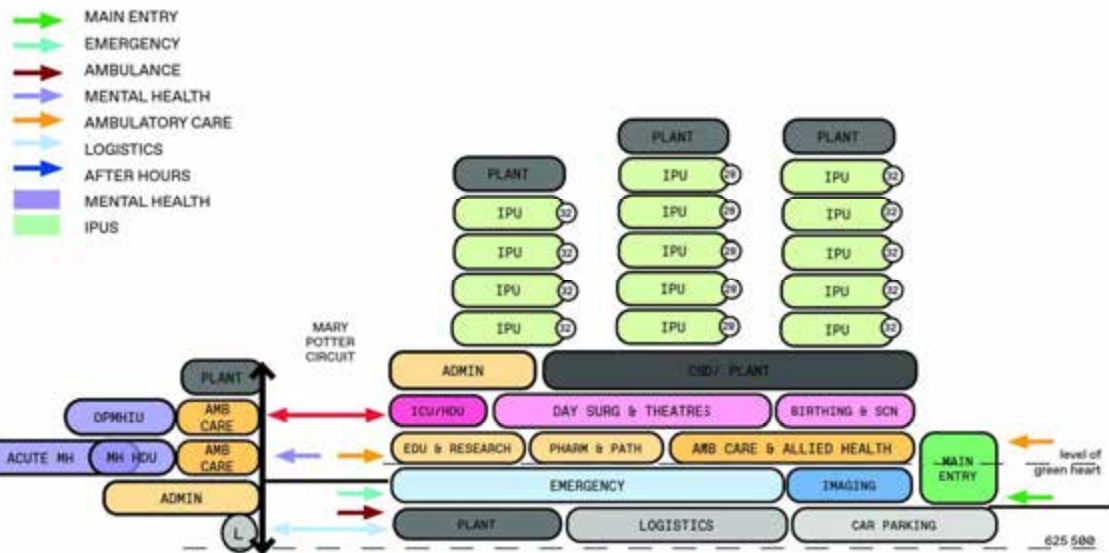 MAIN ENTRY
EMERGENCY
AMBULANCE
MENTAL HEALTH
AMBULATORY CARE
LOGISTICS
AFTER HOURS
MENTAL HEALTH
IPUS
PLANT
PLANT
PLANT
IPU 28
IPU 32
IPU 32
IPU 28
IPU 32
IPU 32
IPU 28
IPU 32
IPU 32
IPU 28
IPU 32
IPU 32
IPU 28
IPU 32
MARY
POTTER
CIRCUIT
PLANT
ADMIN
CSD/ PLANT
OPMHIU
AMB
CARE
ICU/HDU
DAY SURG & THEATRES
BIRTHING & SCN
ACUTE MH
MH HDU
AMB
CARE
EDU & RESEARCH
PHARM & PATH
AMB CARE & ALLIED HEALTH
MAIN
ENTRY
level of
green heart
ADMIN
EMERGENCY
IMAGING
L
PLANT
LOGISTICS
CAR PARKING
625 500